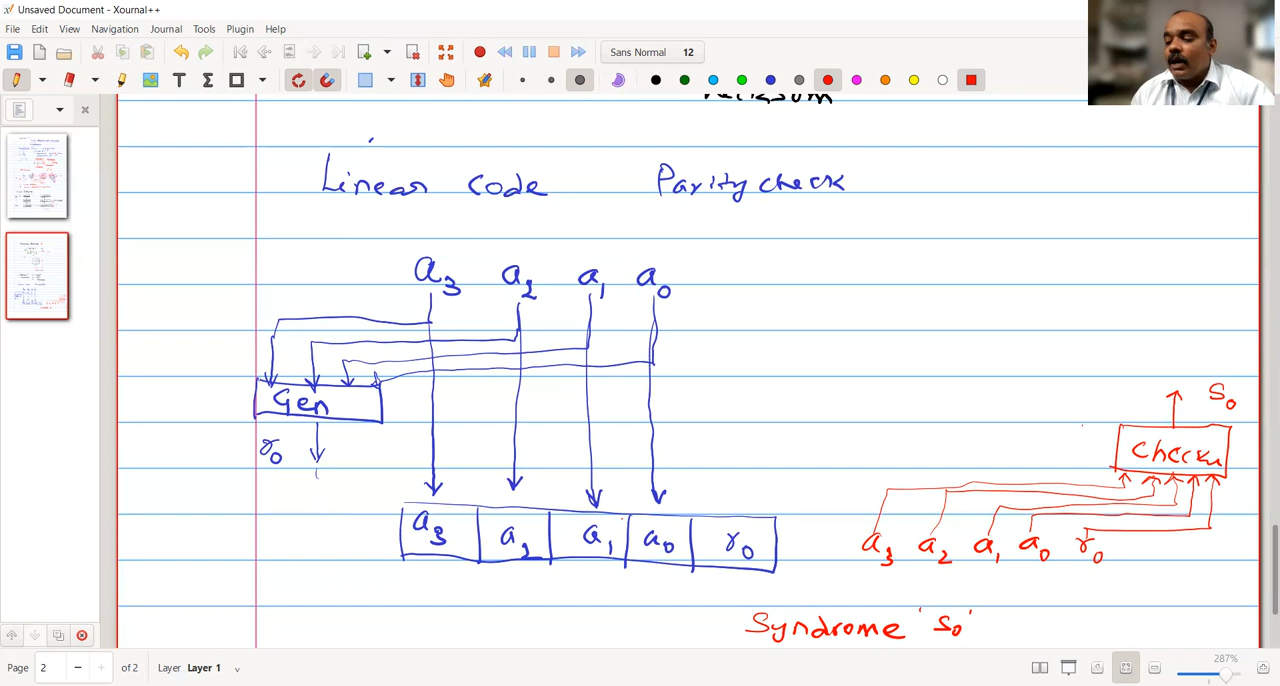 Unsaved Document - Xournal++
File Edit View Navigation Journal Tools Plugin Help
Sans Normal 12
Linear code Parity check
a3 a2 a1 a0
Gen
r0
a3 a2 a1 a0 r0
S0
Checker
a3 a2 a1 a0 r0
Syndrome 's0'
Page 2 of 2 Layer Layer 1 287%